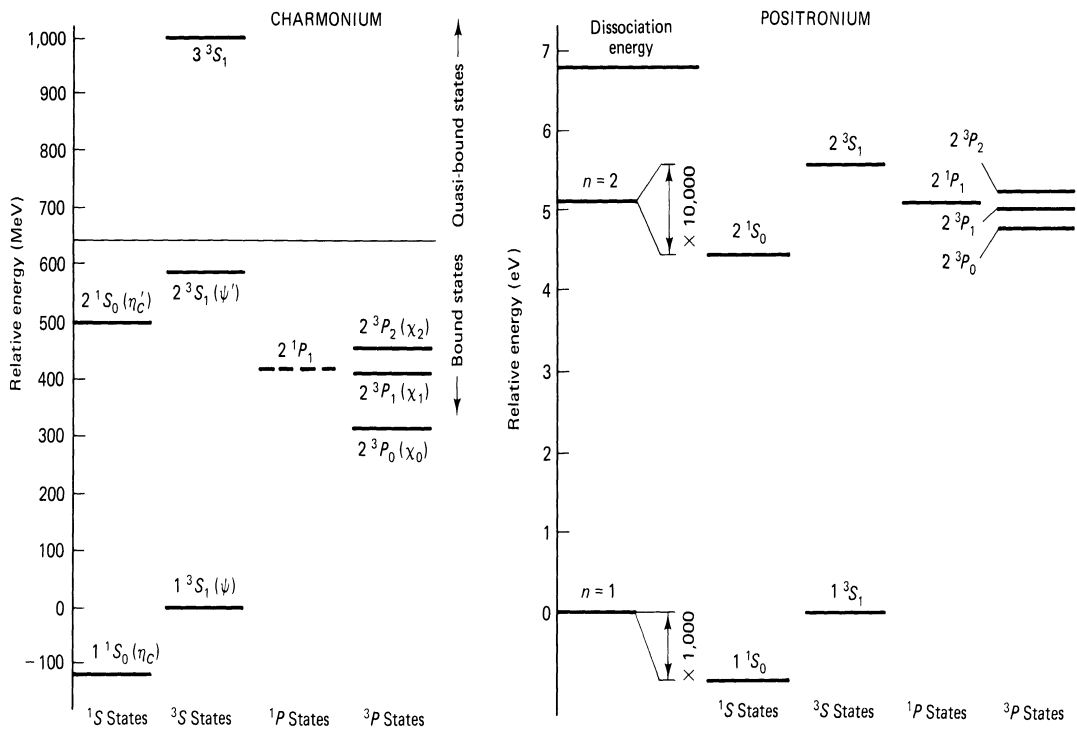 CHARMONIUM
Relative energy (MeV)
1,000
900
800
700
600
500
400
300
200
100
0
−100
3 ³S₁
2 ¹S₀ (η꜀′)
2 ³S₁ (ψ′)
2 ¹P₁
2 ³P₂ (χ₂)
2 ³P₁ (χ₁)
2 ³P₀ (χ₀)
1 ³S₁ (ψ)
1 ¹S₀ (η꜀)
Quasi-bound states
Bound states
¹S States
³S States
¹P States
³P States
POSITRONIUM
Relative energy (eV)
7
6
5
4
3
2
1
0
Dissociation
energy
n = 2
× 10,000
2 ¹S₀
2 ³S₁
2 ¹P₁
2 ³P₂
2 ³P₁
2 ³P₀
n = 1
× 1,000
1 ¹S₀
1 ³S₁
¹S States
³S States
¹P States
³P States